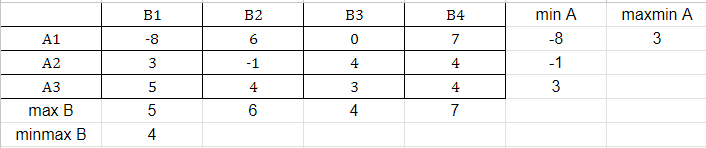 B1 B2 B3 B4 min A maxmin A
A1 -8 6 0 7 -8 3
A2 3 -1 4 4 -1
A3 5 4 3 4 3
max B 5 6 4 7
minmax B 4